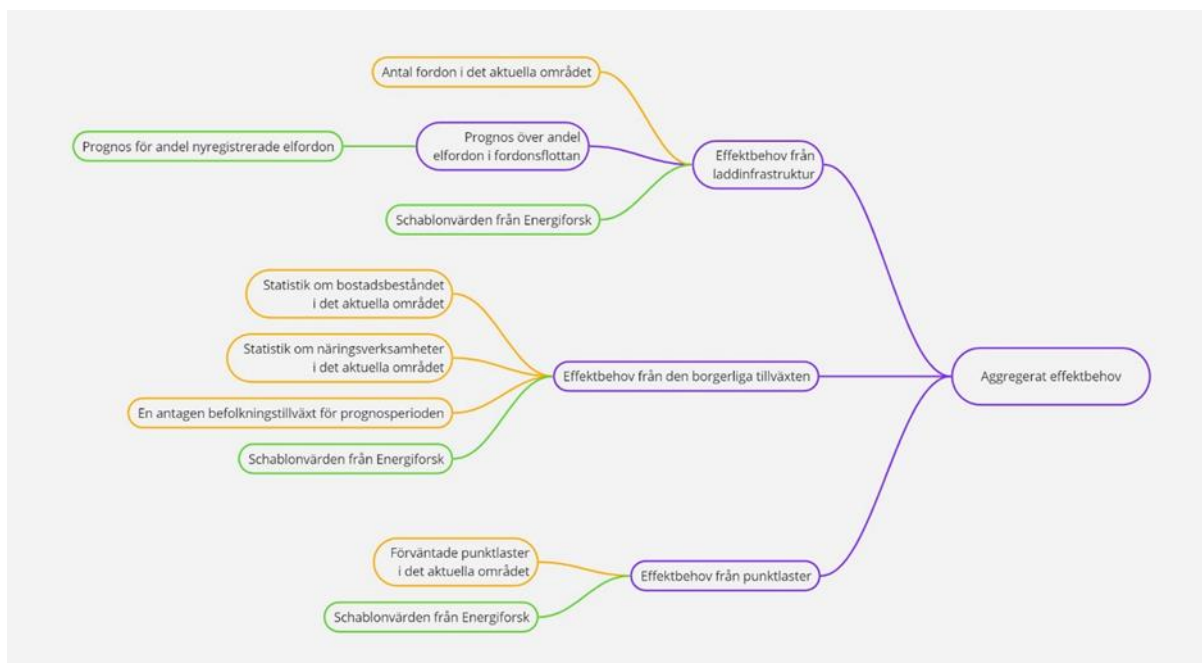 Antal fordon i det aktuella området
Prognos för andel nyregistrerade elfordon
Prognos över andel
elfordon i fordonsflottan
Effektbehov från
laddinfrastruktur
Schablonvärden från Energiforsk
Statistik om bostadsbeståndet
i det aktuella området
Statistik om näringsverksamheter
i det aktuella området
Effektbehov från den borgerliga tillväxten
Aggregerat effektbehov
En antagen befolkningstillväxt för prognosperioden
Schablonvärden från Energiforsk
Förväntade punktlaster
i det aktuella området
Effektbehov från punktlaster
Schablonvärden från Energiforsk